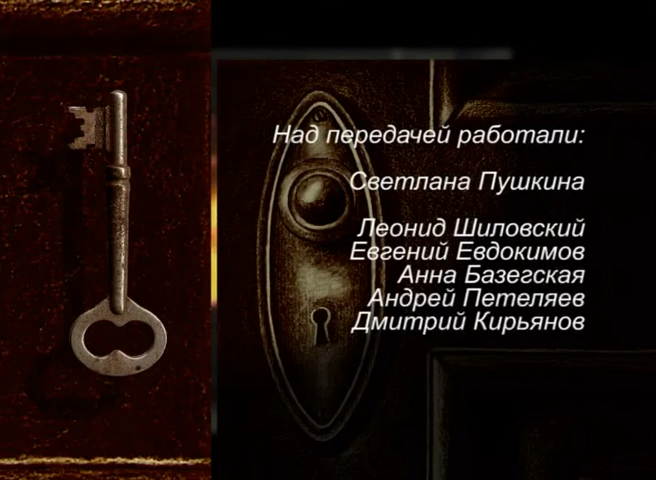 Над передачей работали:
Светлана Пушкина
Леонид Шиловский
Евгений Евдокимов
Анна Базегская
Андрей Петеляев
Дмитрий Кирьянов